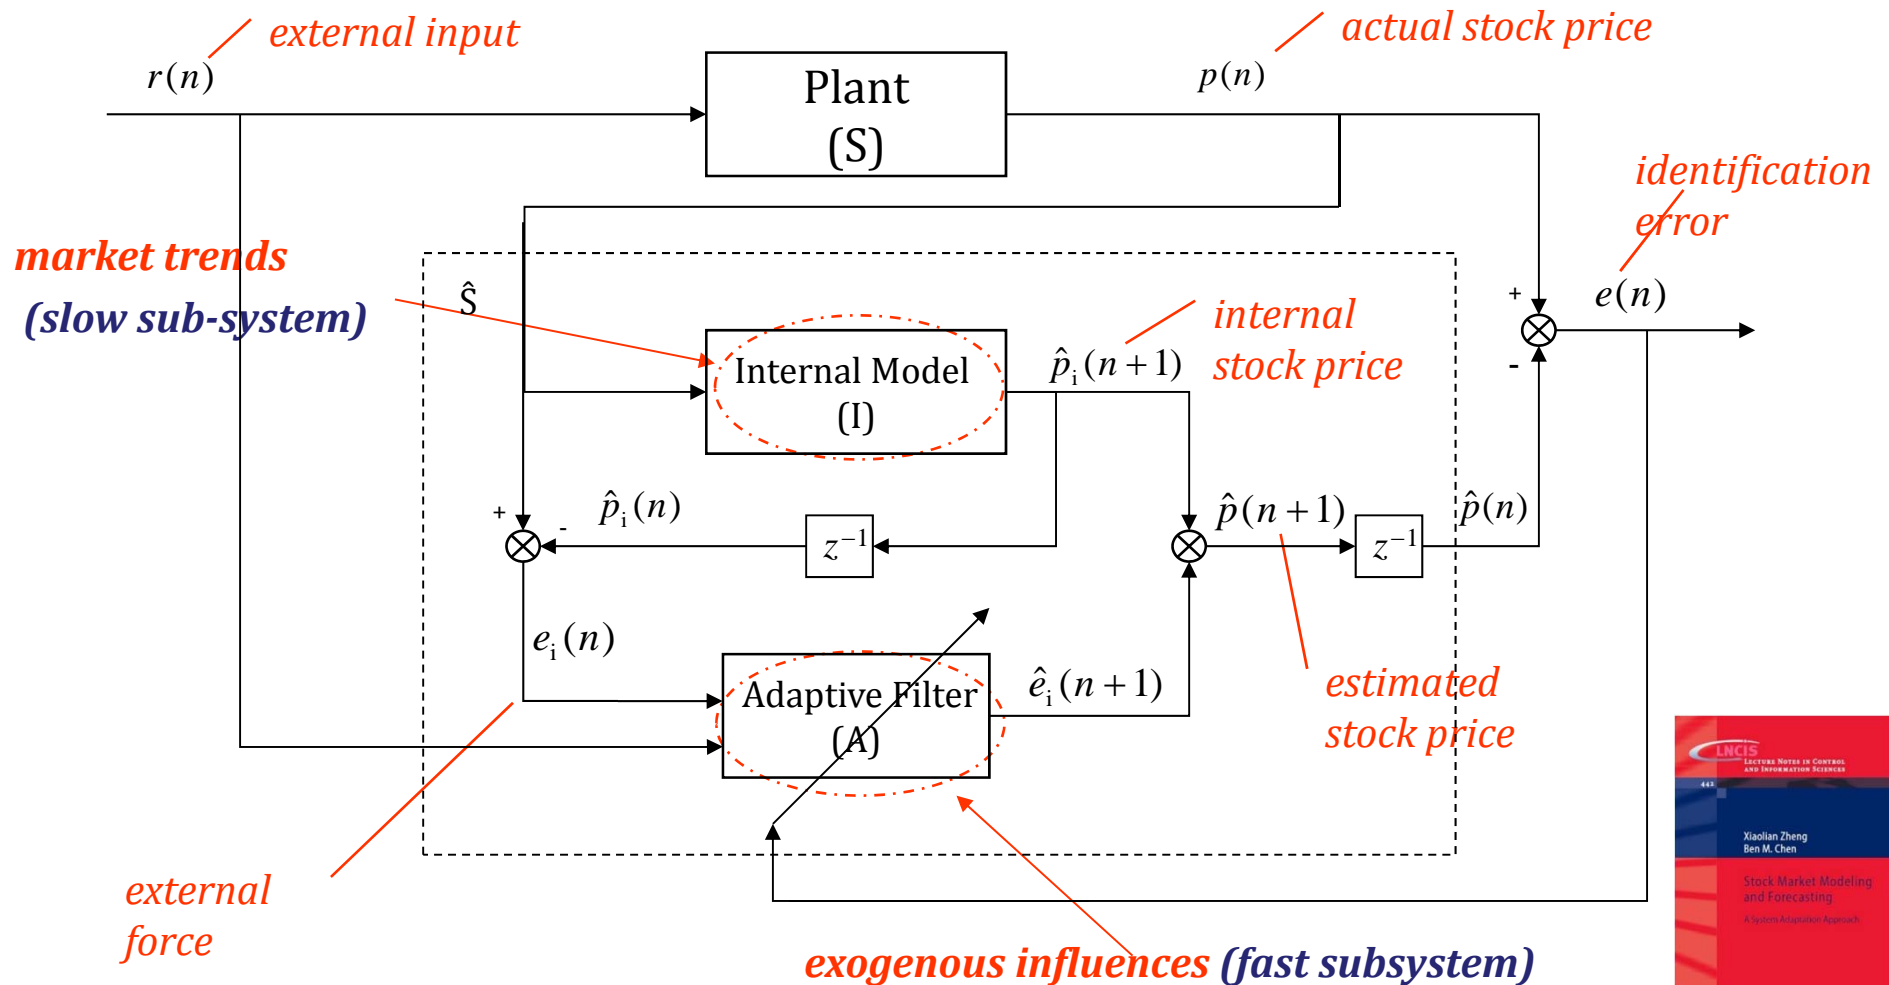 external input
actual stock price
r(n)
Plant
(S)
p(n)
identification
error
market trends
(slow sub-system)
Ŝ
internal
stock price
e(n)
+
-
Internal Model
(I)
p̂ᵢ(n + 1)
+
-
p̂ᵢ(n)
z⁻¹
p̂(n + 1)
z⁻¹
p̂(n)
eᵢ(n)
Adaptive Filter
(A)
êᵢ(n + 1)
estimated
stock price
external
force
exogenous influences (fast subsystem)
LNCIS
LECTURE NOTES IN CONTROL
AND INFORMATION SCIENCES
442
Xiaolian Zheng
Ben M. Chen
Stock Market Modeling
and Forecasting
A System Adaptation Approach